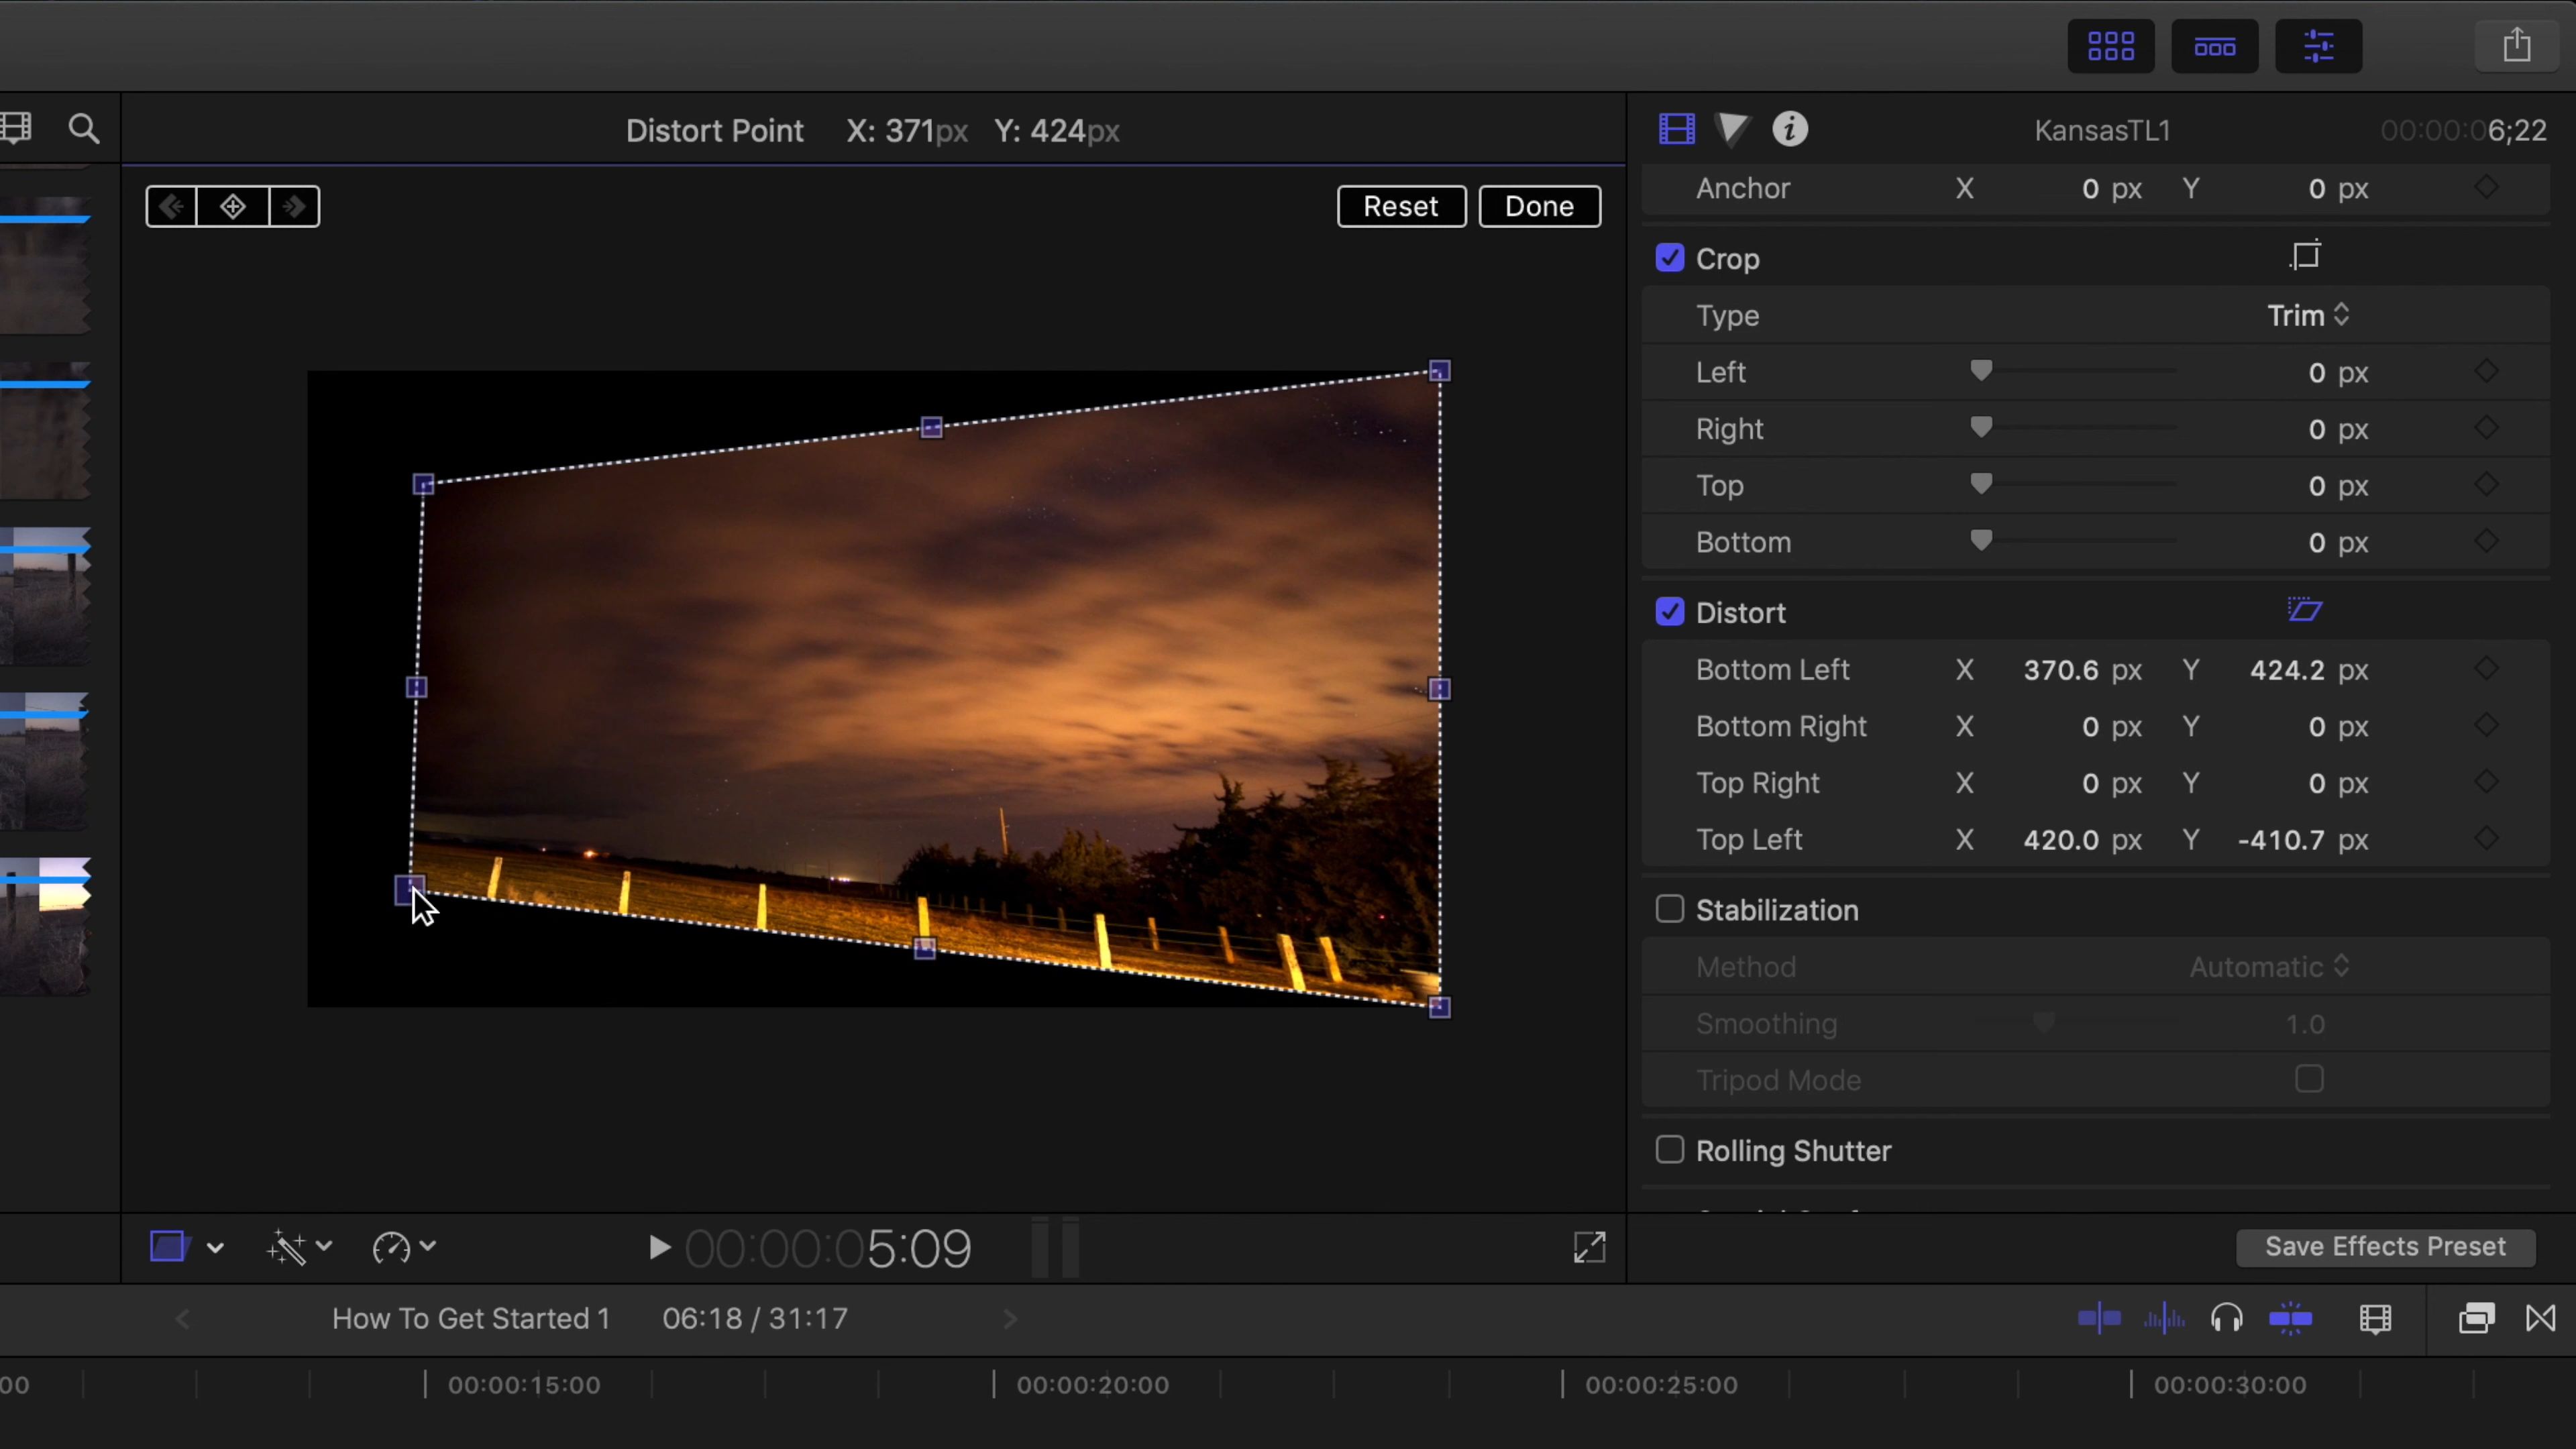 Distort Point X: 371px Y: 424px
Reset Done
KansasTL1 00:00:06;22
Anchor X 0 px Y 0 px
Crop
Type Trim
Left 0 px
Right 0 px
Top 0 px
Bottom 0 px
Distort
Bottom Left X 370.6 px Y 424.2 px
Bottom Right X 0 px Y 0 px
Top Right X 0 px Y 0 px
Top Left X 420.0 px Y -410.7 px
Stabilization
Method Automatic
Smoothing 1.0
Tripod Mode
Rolling Shutter
00:00:05:09
Save Effects Preset
How To Get Started 1 06:18 / 31:17
00 00:00:15:00 00:00:20:00 00:00:25:00 00:00:30:00